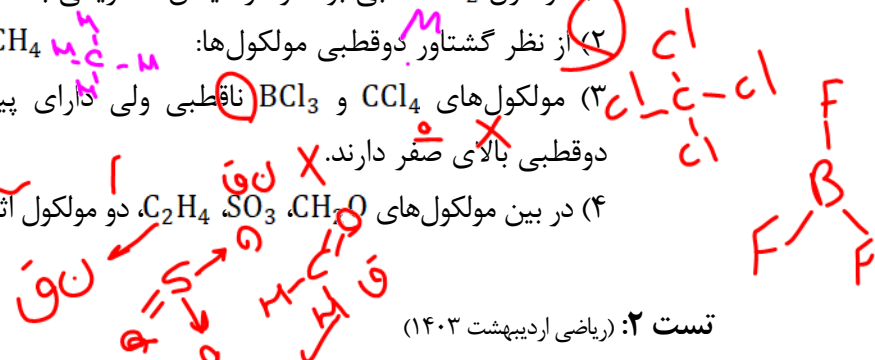 ۲) از نظر گشتاور دوقطبی مولکول‌ها: CH4
۳) مولکول‌های CCl4 و BCl3 ناقطبی ولی دارای
دوقطبی بالای صفر دارند.
۴) در بین مولکول‌های CH2O، SO3، C2H4، دو مولکول
تست ۲: (ریاضی اردیبهشت ۱۴۰۳)
μ
H
H C - H
H
Cl
Cl - C - Cl
Cl
F
B
F F
ن ق
ن ق
ق
S
H C O
H